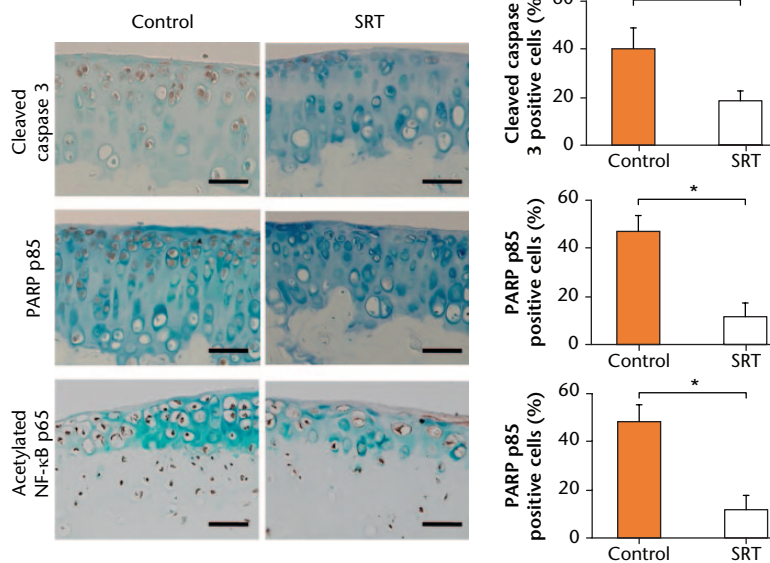 Control
SRT
Cleaved
caspase 3
PARP p85
Acetylated
NF-κB p65
Cleaved caspase
3 positive cells (%)
60
40
20
0
Control
SRT
PARP p85
positive cells (%)
60
40
20
0
*
Control
SRT
PARP p85
positive cells (%)
60
40
20
0
*
Control
SRT